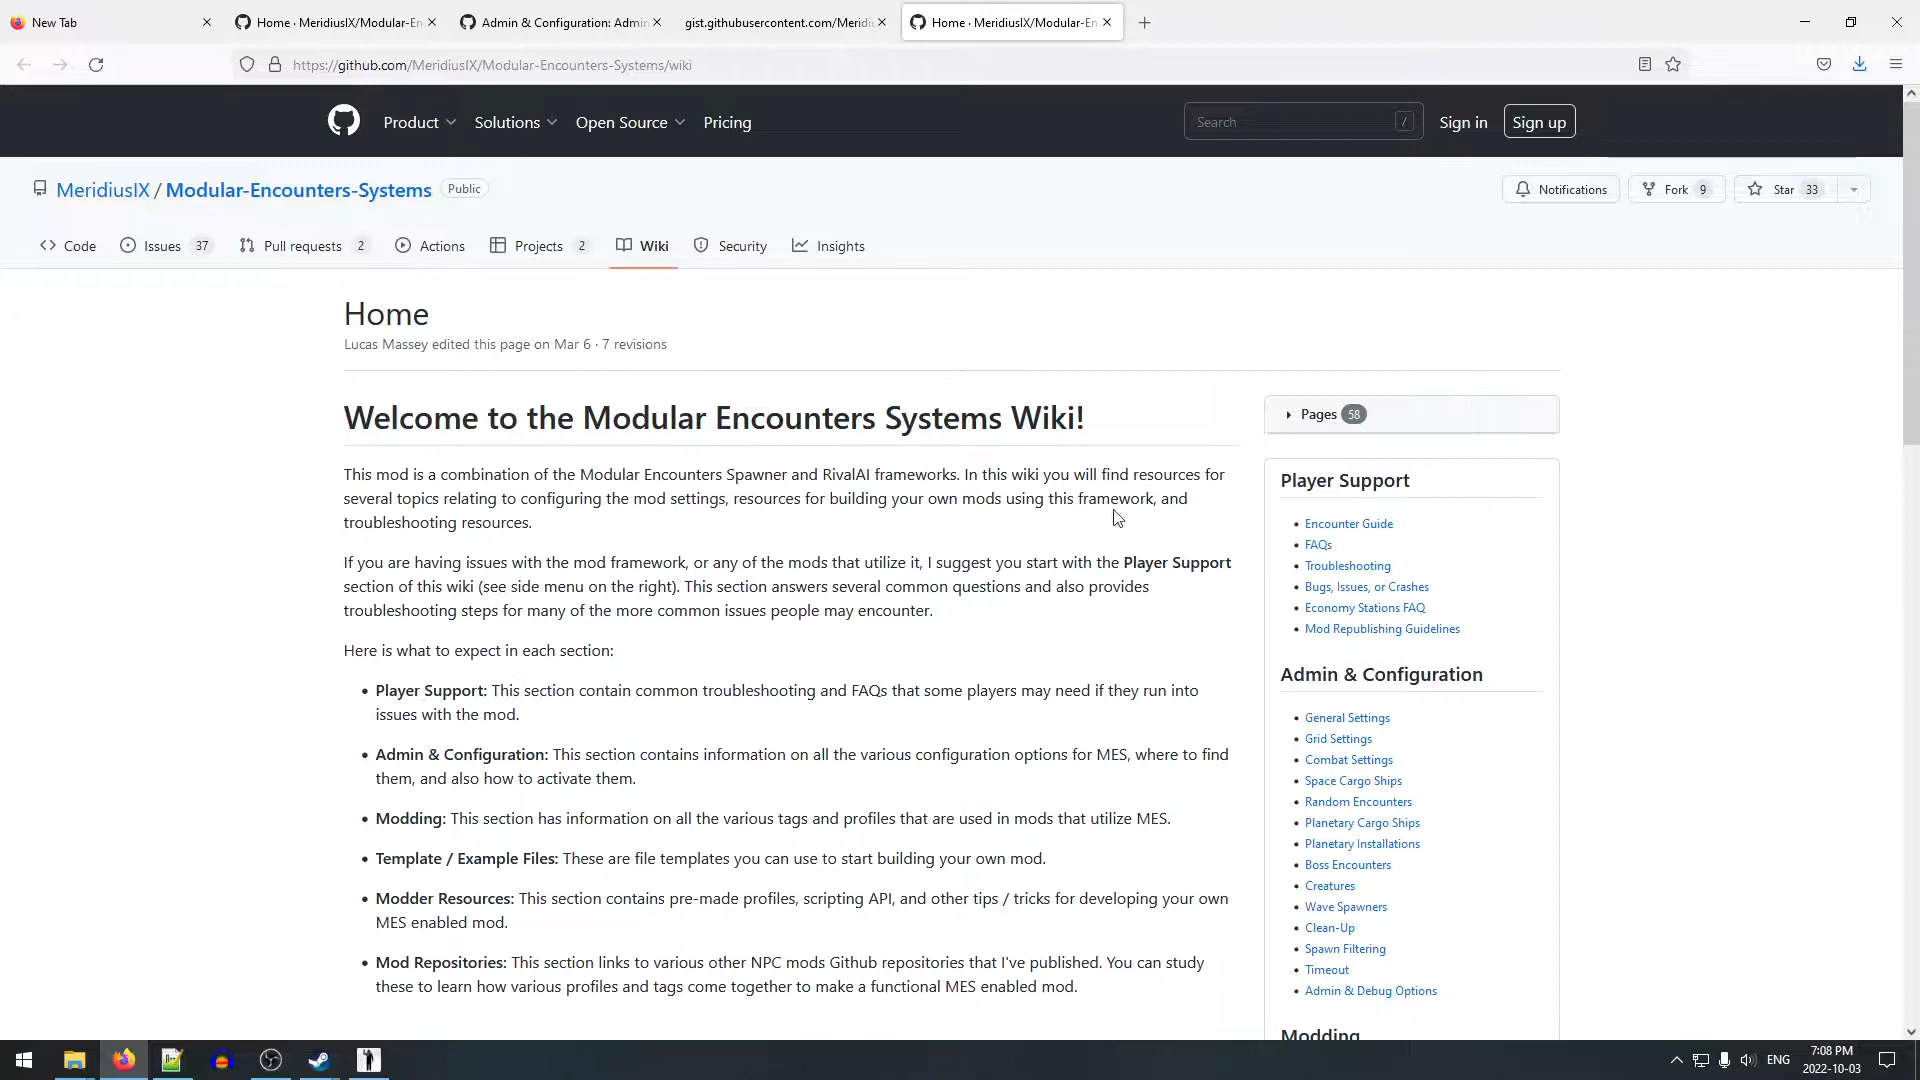 New Tab
Home · MeridiusIX/Modular-En
Admin & Configuration: Admin
gist.githubusercontent.com/Meridi
Home · MeridiusIX/Modular-En
https://github.com/MeridiusIX/Modular-Encounters-Systems/wiki
Product
Solutions
Open Source
Pricing
Search
/
Sign in
Sign up
MeridiusIX / Modular-Encounters-Systems
Public
Notifications
Fork 9
Star 33
Code
Issues 37
Pull requests 2
Actions
Projects 2
Wiki
Security
Insights
Home
Lucas Massey edited this page on Mar 6 · 7 revisions
Welcome to the Modular Encounters Systems Wiki!
This mod is a combination of the Modular Encounters Spawner and RivalAI frameworks. In this wiki you will find resources for
several topics relating to configuring the mod settings, resources for building your own mods using this framework, and
troubleshooting resources.
If you are having issues with the mod framework, or any of the mods that utilize it, I suggest you start with the Player Support
section of this wiki (see side menu on the right). This section answers several common questions and also provides
troubleshooting steps for many of the more common issues people may encounter.
Here is what to expect in each section:
• Player Support: This section contain common troubleshooting and FAQs that some players may need if they run into
issues with the mod.
• Admin & Configuration: This section contains information on all the various configuration options for MES, where to find
them, and also how to activate them.
• Modding: This section has information on all the various tags and profiles that are used in mods that utilize MES.
• Template / Example Files: These are file templates you can use to start building your own mod.
• Modder Resources: This section contains pre-made profiles, scripting API, and other tips / tricks for developing your own
MES enabled mod.
• Mod Repositories: This section links to various other NPC mods Github repositories that I've published. You can study
these to learn how various profiles and tags come together to make a functional MES enabled mod.
Pages 58
Player Support
• Encounter Guide
• FAQs
• Troubleshooting
• Bugs, Issues, or Crashes
• Economy Stations FAQ
• Mod Republishing Guidelines
Admin & Configuration
• General Settings
• Grid Settings
• Combat Settings
• Space Cargo Ships
• Random Encounters
• Planetary Cargo Ships
• Planetary Installations
• Boss Encounters
• Creatures
• Wave Spawners
• Clean-Up
• Spawn Filtering
• Timeout
• Admin & Debug Options
Modding
ENG
7:08 PM
2022-10-03